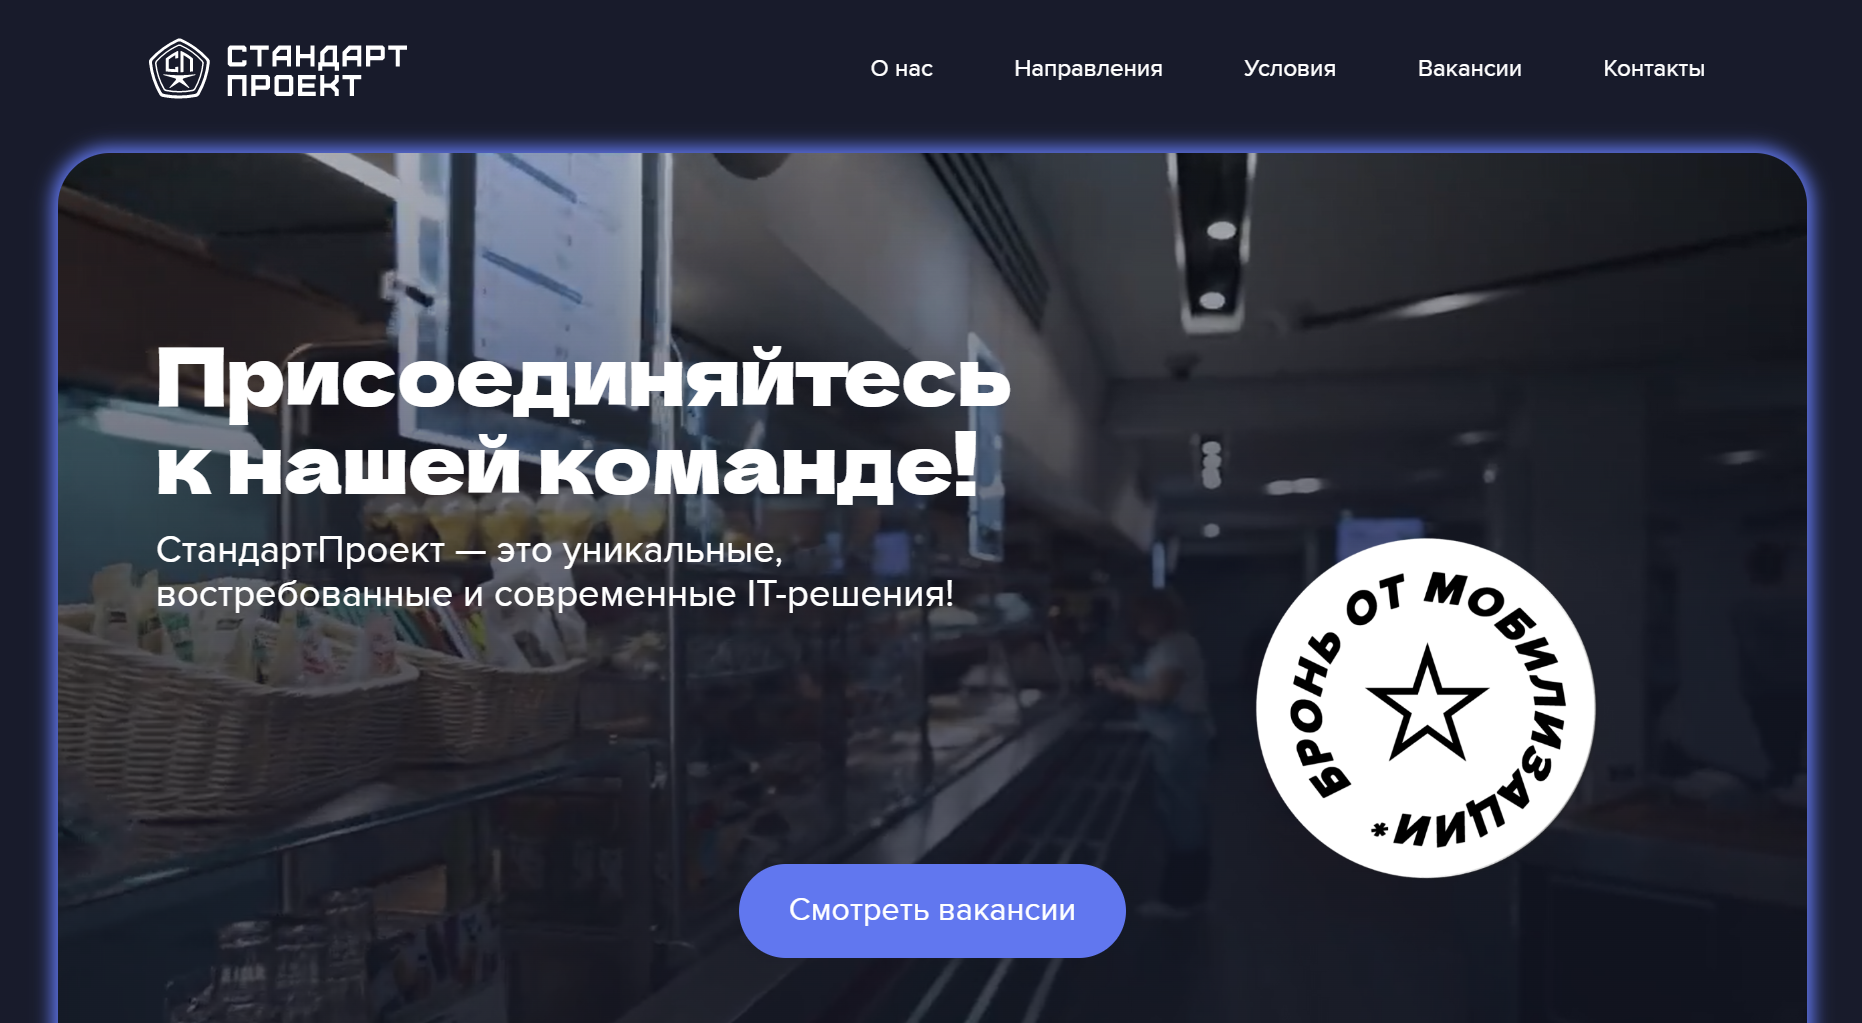 СТАНДАРТ
ПРОЕКТ
О нас
Направления
Условия
Вакансии
Контакты
Присоединяйтесь
к нашей команде!
СтандартПроект — это уникальные,
востребованные и современные IT-решения!
БРОНЬ ОТ МОБИЛИЗАЦИИ*
Смотреть вакансии